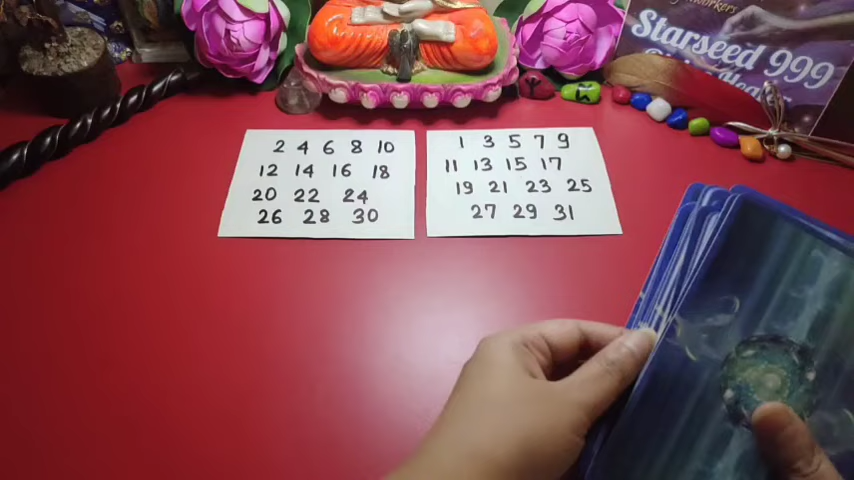 workers
Starseed 999
Y
K
2 4 6 8 10
12 14 16 18
20 22 24
26 28 30
1 3 5 7 9
11 13 15 17
19 21 23 25
27 29 31